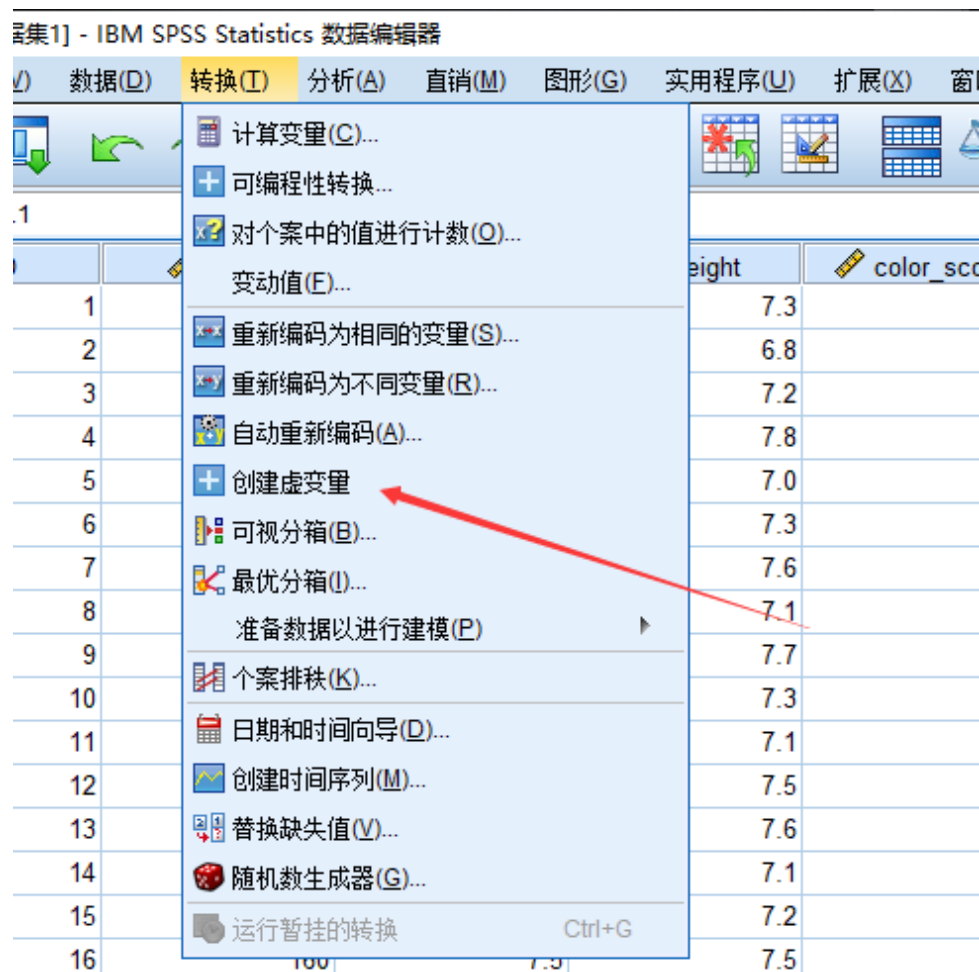 据集1] - IBM SPSS Statistics 数据编辑器
V) 数据(D) 转换(T) 分析(A) 直销(M) 图形(G) 实用程序(U) 扩展(X) 窗
.1
计算变量(C)...
可编程性转换...
对个案中的值进行计数(O)...
变动值(F)...
重新编码为相同的变量(S)...
重新编码为不同变量(R)...
自动重新编码(A)...
创建虚变量
可视分箱(B)...
最优分箱(I)...
准备数据以进行建模(P)
个案排秩(K)...
日期和时间向导(D)...
创建时间序列(M)...
替换缺失值(V)...
随机数生成器(G)...
运行暂挂的转换 Ctrl+G
eight color_sco
1 7.3
2 6.8
3 7.2
4 7.8
5 7.0
6 7.3
7 7.6
8 7.1
9 7.7
10 7.3
11 7.1
12 7.5
13 7.6
14 7.1
15 7.2
16 160 7.5 7.5